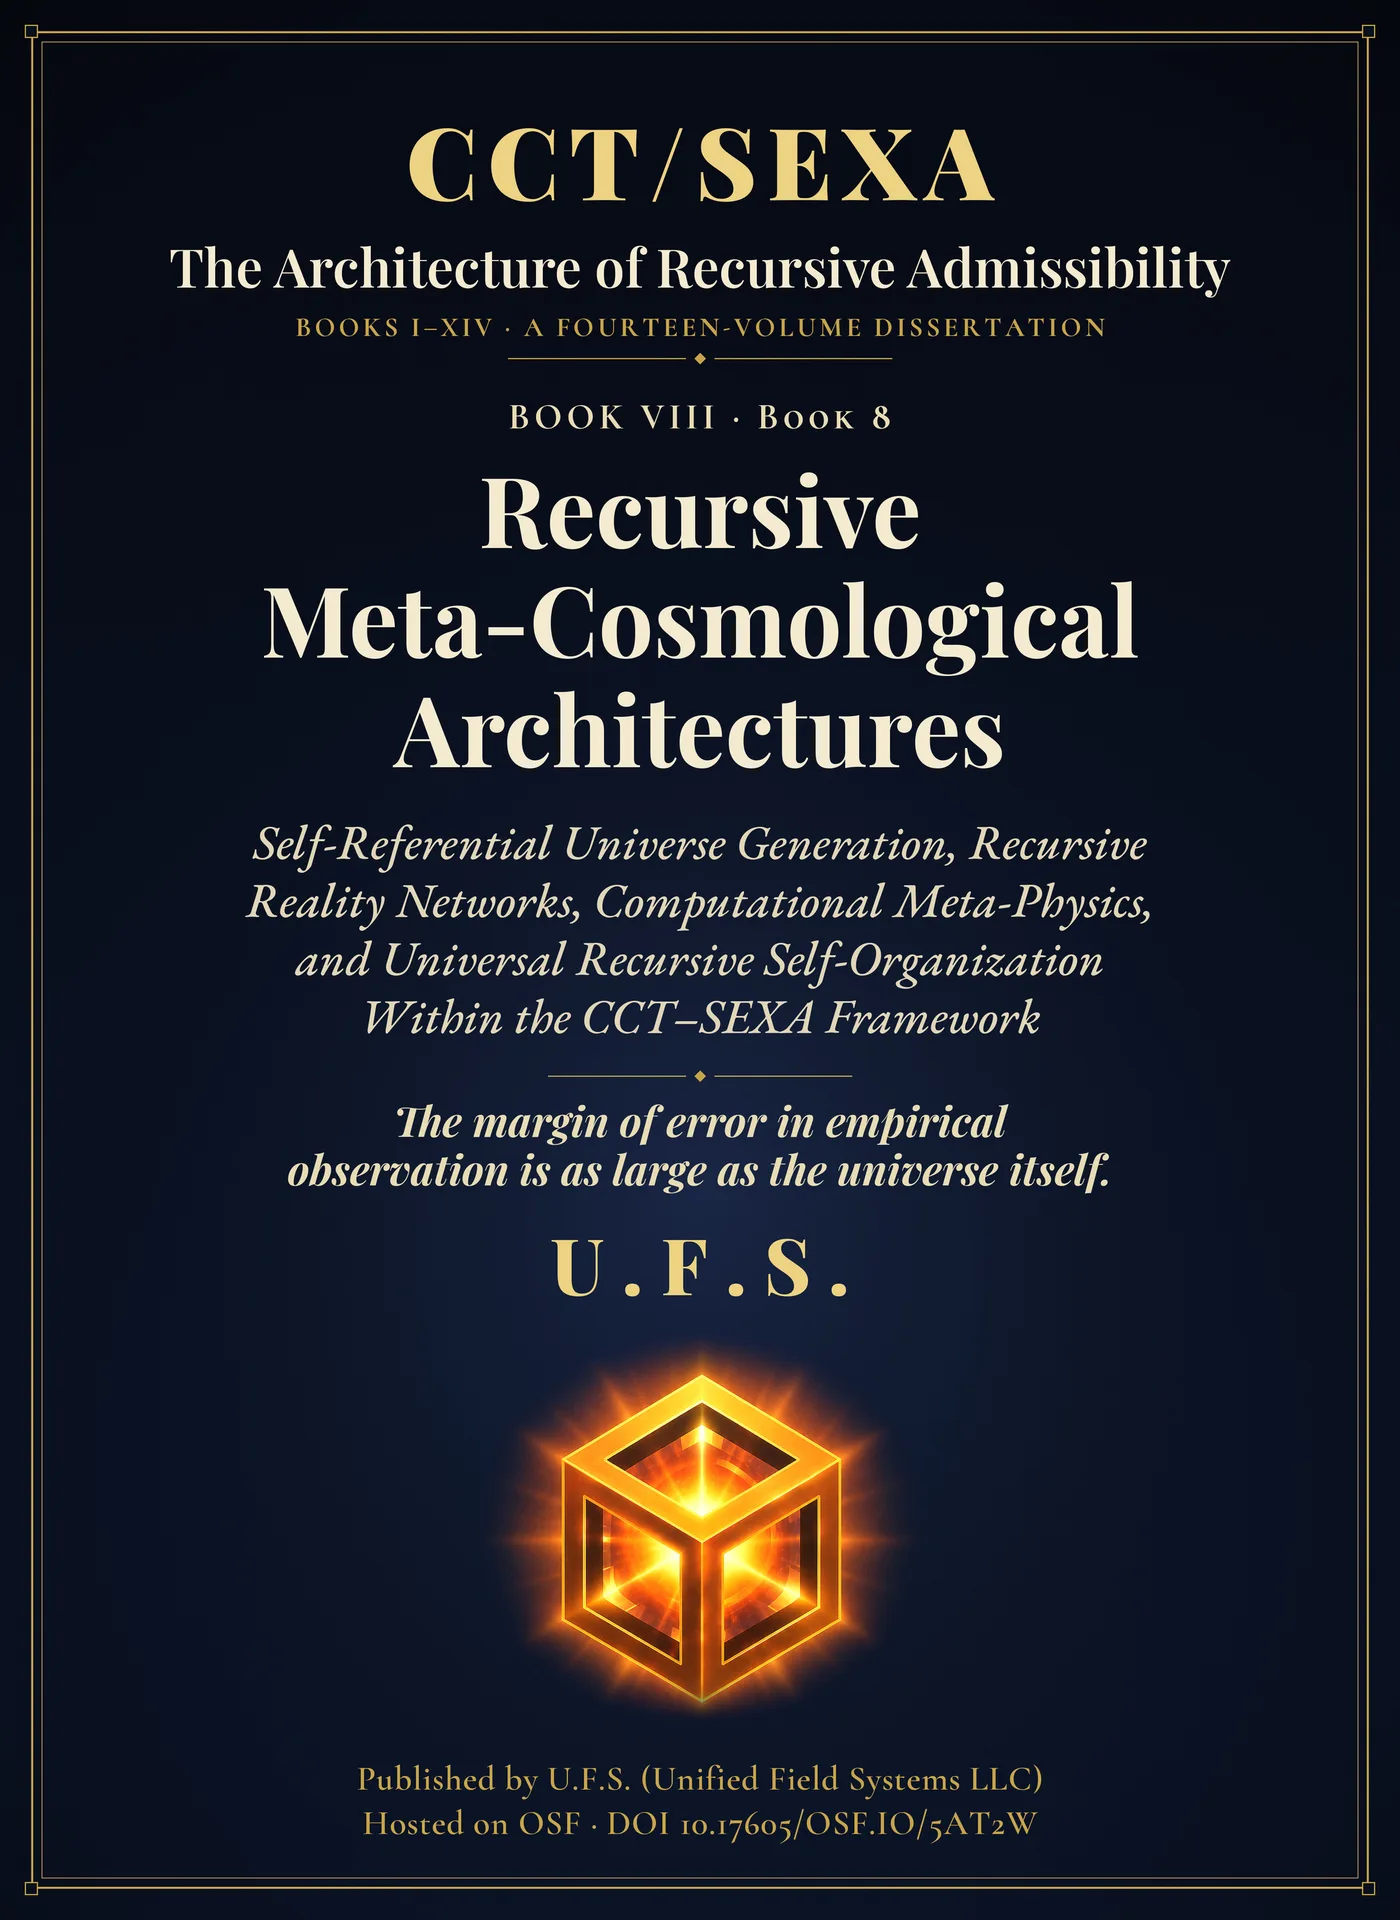 CCT/SEXA
The Architecture of Recursive Admissibility
BOOKS I–XIV · A FOURTEEN-VOLUME DISSERTATION
BOOK VIII · Book 8
Recursive
Meta-Cosmological
Architectures
Self-Referential Universe Generation, Recursive
Reality Networks, Computational Meta-Physics,
and Universal Recursive Self-Organization
Within the CCT–SEXA Framework
The margin of error in empirical
observation is as large as the universe itself.
U.F.S.
Published by U.F.S. (Unified Field Systems LLC)
Hosted on OSF · DOI 10.17605/OSF.IO/5AT2W